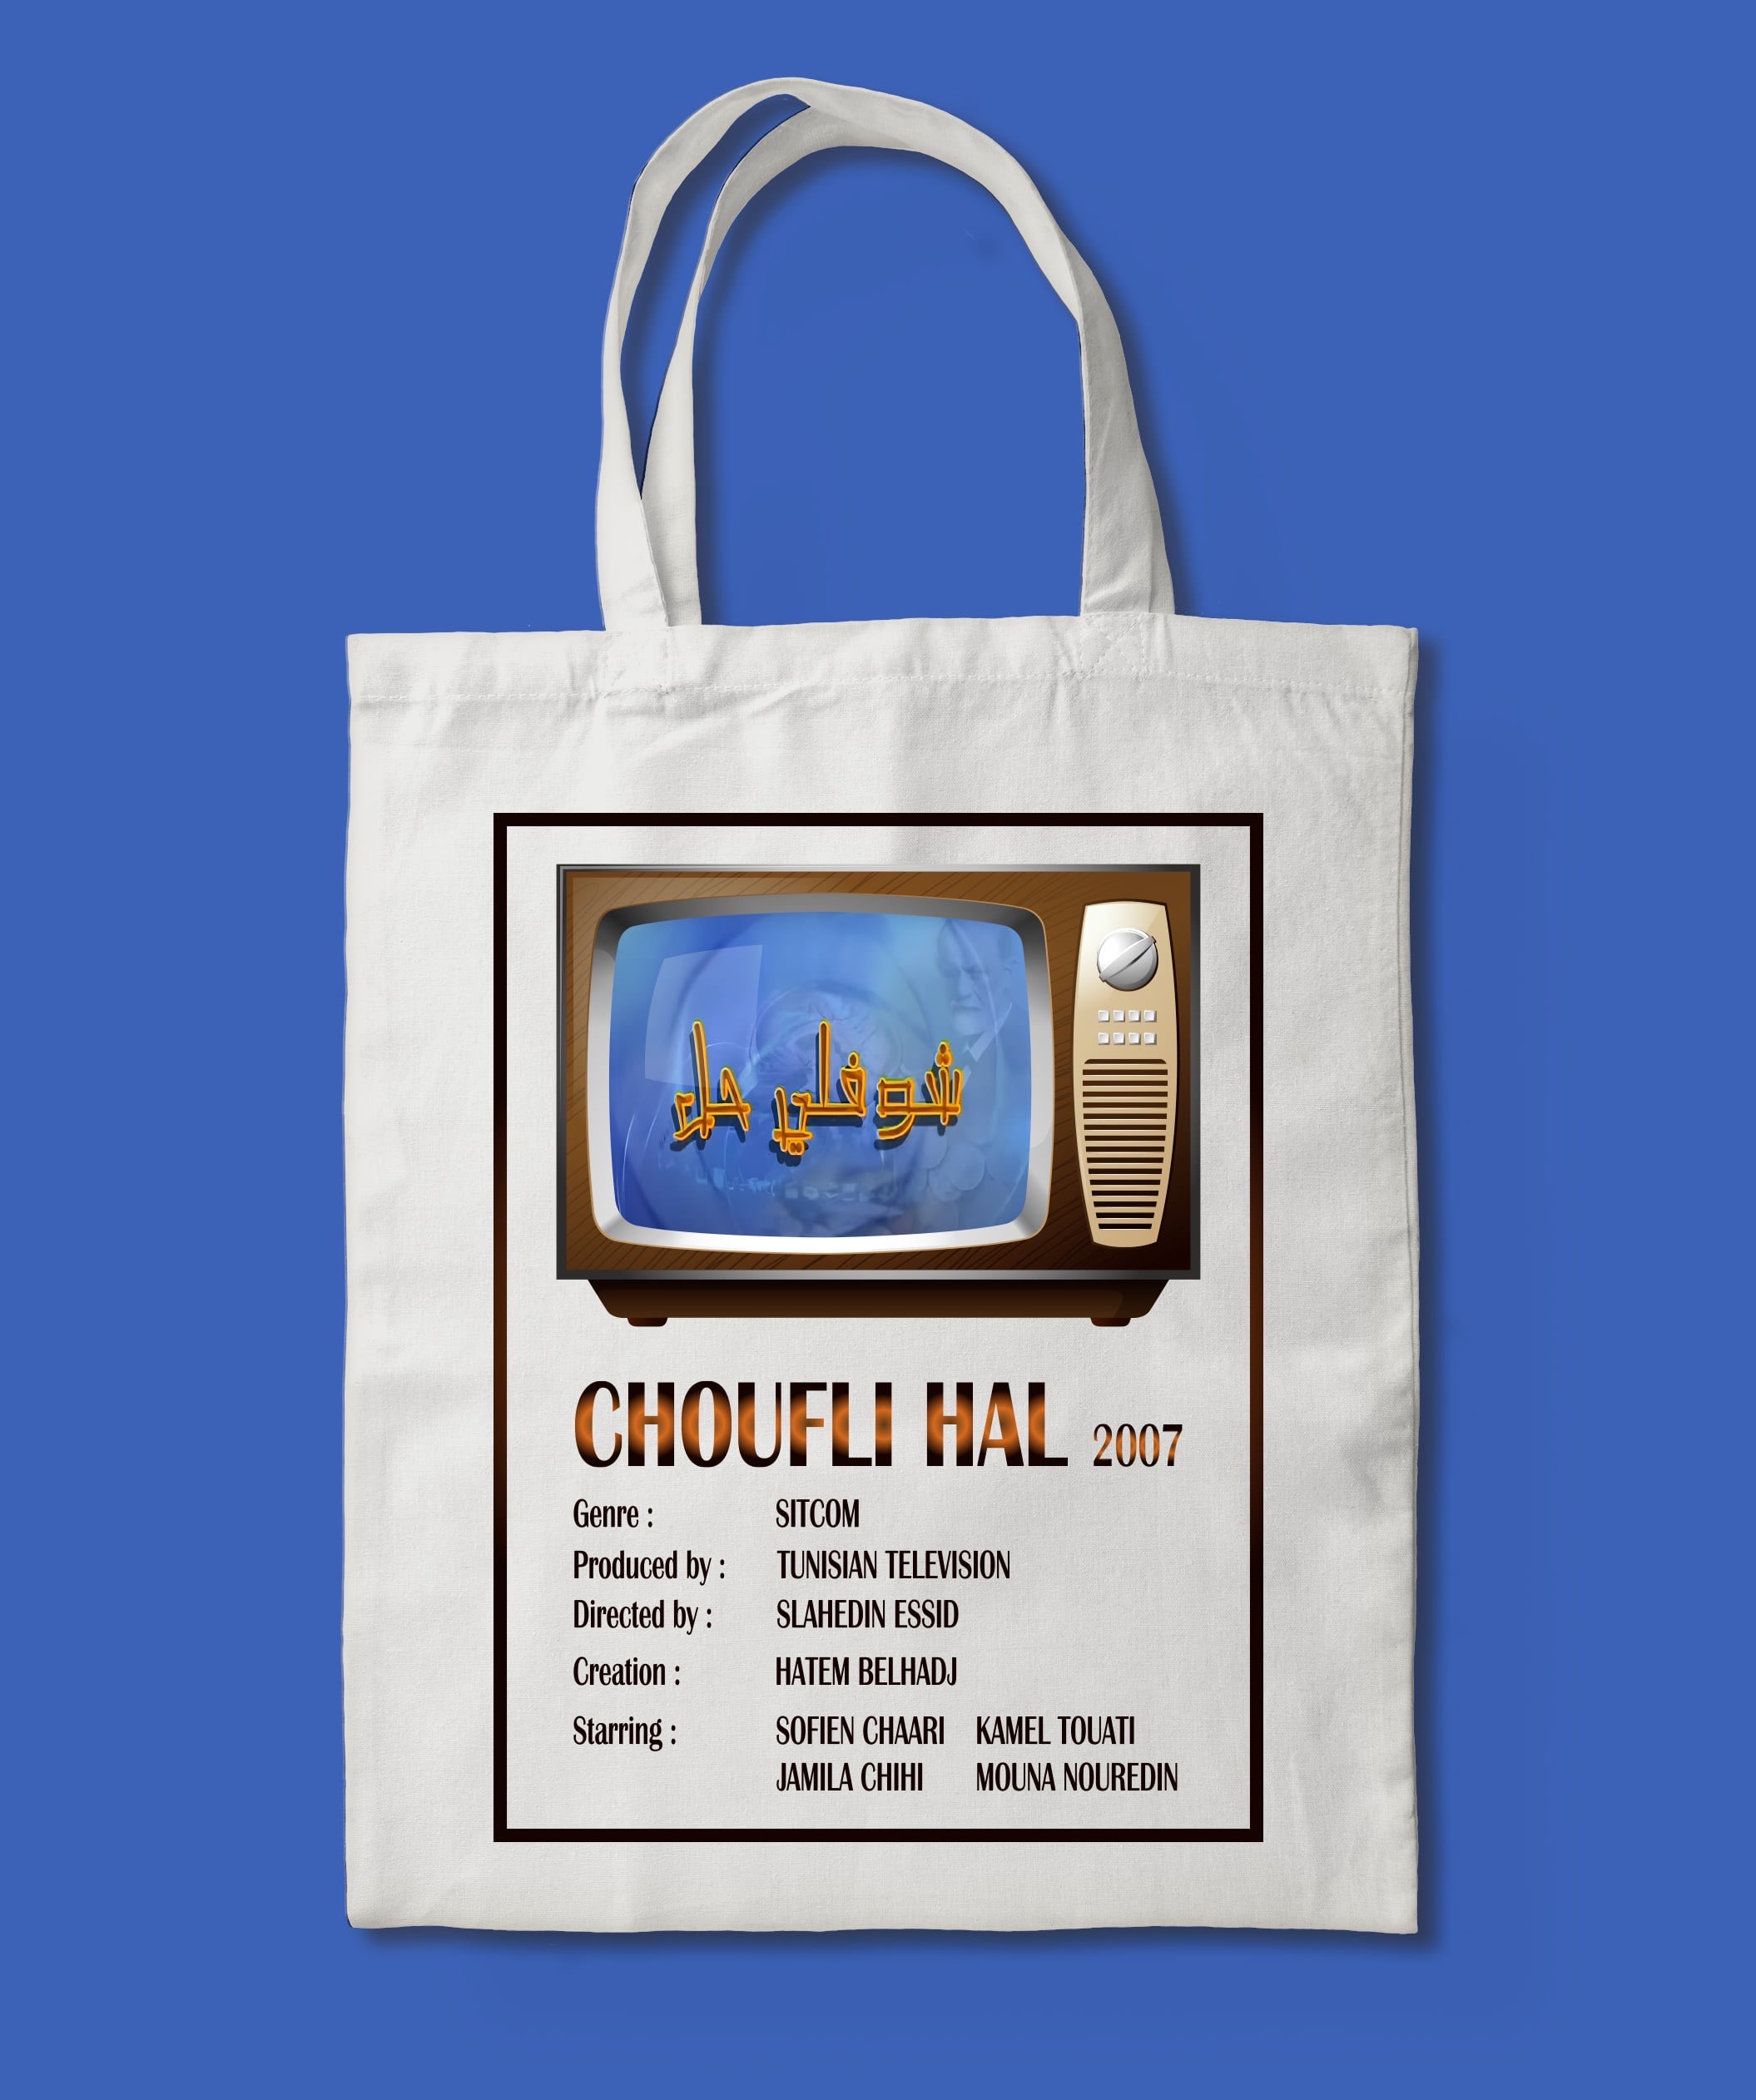 شوفلي حل
CHOUFLI HAL 2007
Genre : SITCOM
Produced by : TUNISIAN TELEVISION
Directed by : SLAHEDIN ESSID
Creation : HATEM BELHADJ
Starring : SOFIEN CHAARI KAMEL TOUATI
JAMILA CHIHI MOUNA NOUREDIN